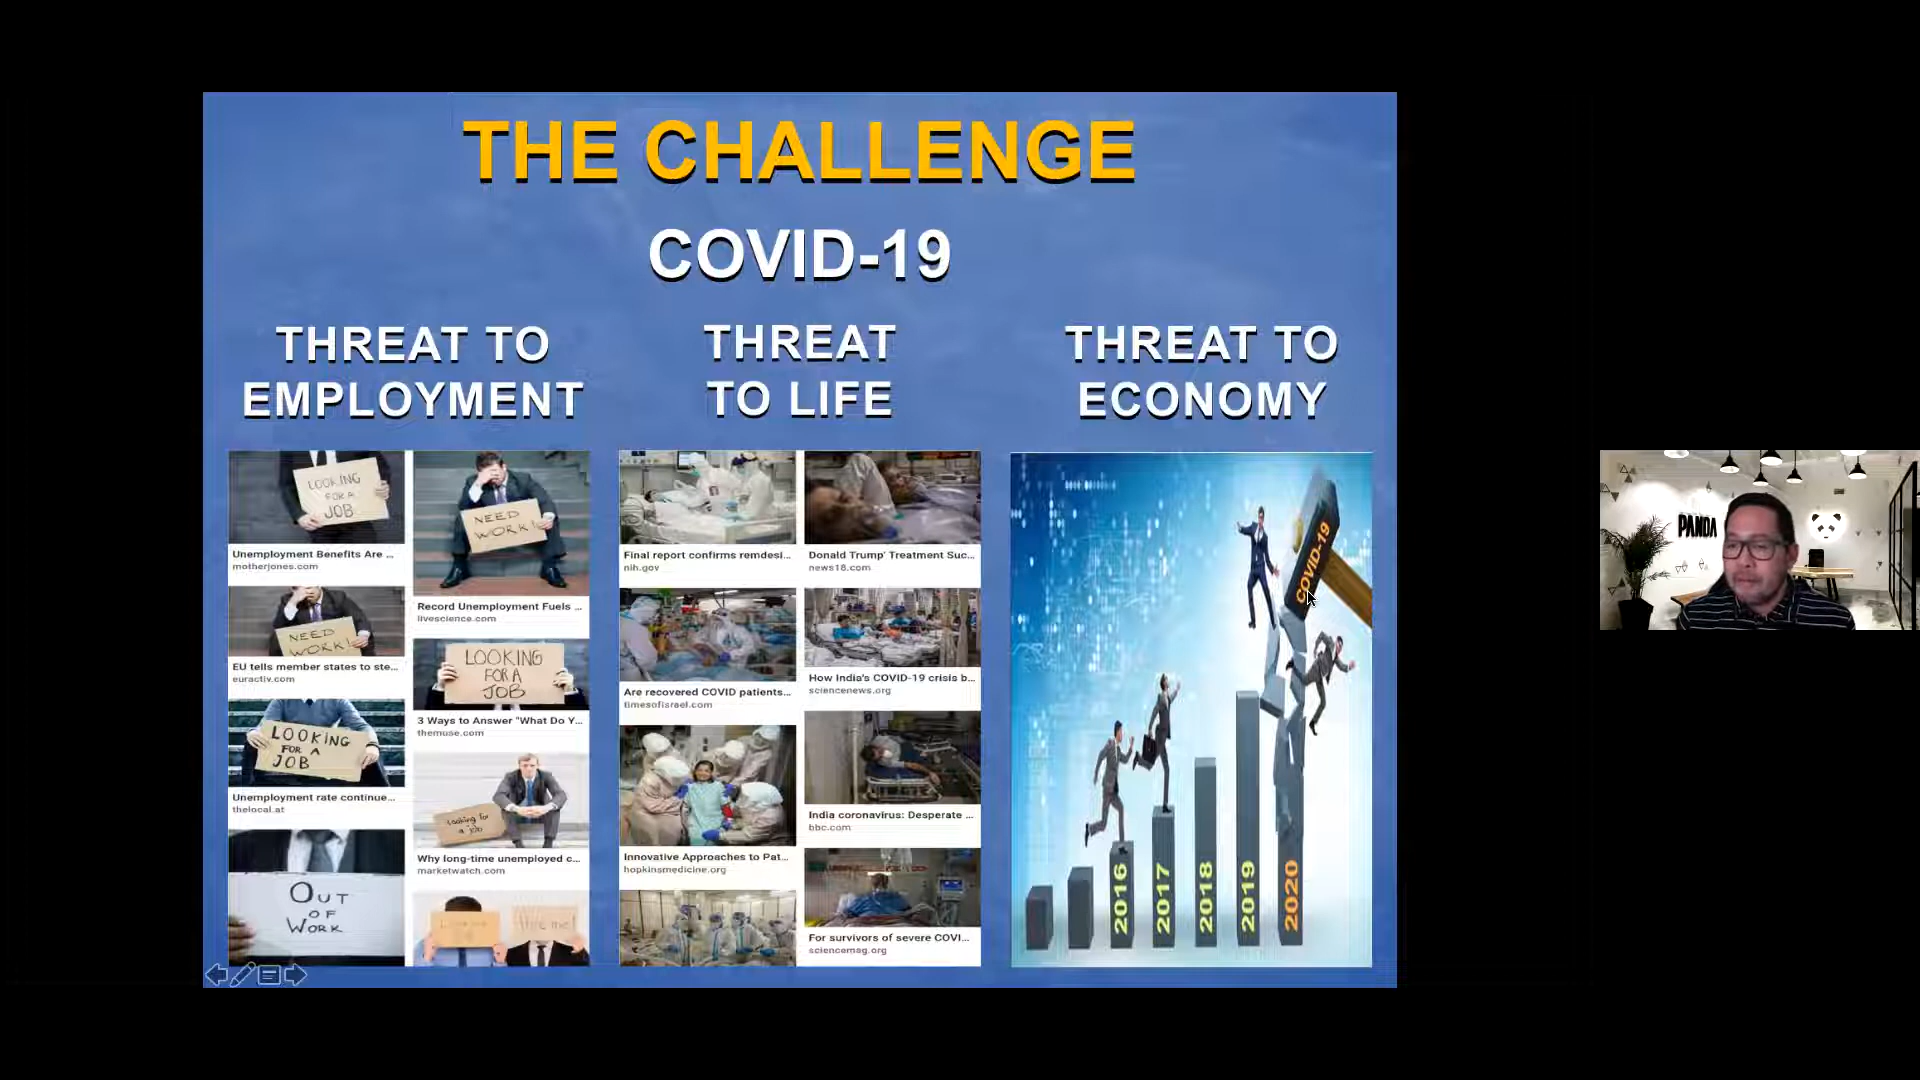 THE CHALLENGE
COVID-19
THREAT TO
EMPLOYMENT
THREAT
TO LIFE
THREAT TO
ECONOMY
LOOKING
FOR A
JOB
Unemployment Benefits Are ...
motherjones.com
NEED
WORK!
EU tells member states to ste...
euractiv.com
LOOKING
FOR A
JOB
Unemployment rate continue...
thelocal.at
OUT
OF
WORK
NEED
WORK!
Record Unemployment Fuels ...
livescience.com
LOOKING
FOR A
JOB
3 Ways to Answer "What Do Y...
themuse.com
Looking for
a job
Why long-time unemployed c...
marketwatch.com
Hire me!
Final report confirms remdesi...
nih.gov
Are recovered COVID patients...
timesofisrael.com
Innovative Approaches to Pat...
hopkinsmedicine.org
Donald Trump' Treatment Suc...
news18.com
How India's COVID-19 crisis b...
sciencenews.org
India coronavirus: Desperate ...
bbc.com
For survivors of severe COVI...
sciencemag.org
COVID-19
2016
2017
2018
2019
2020
PANDA